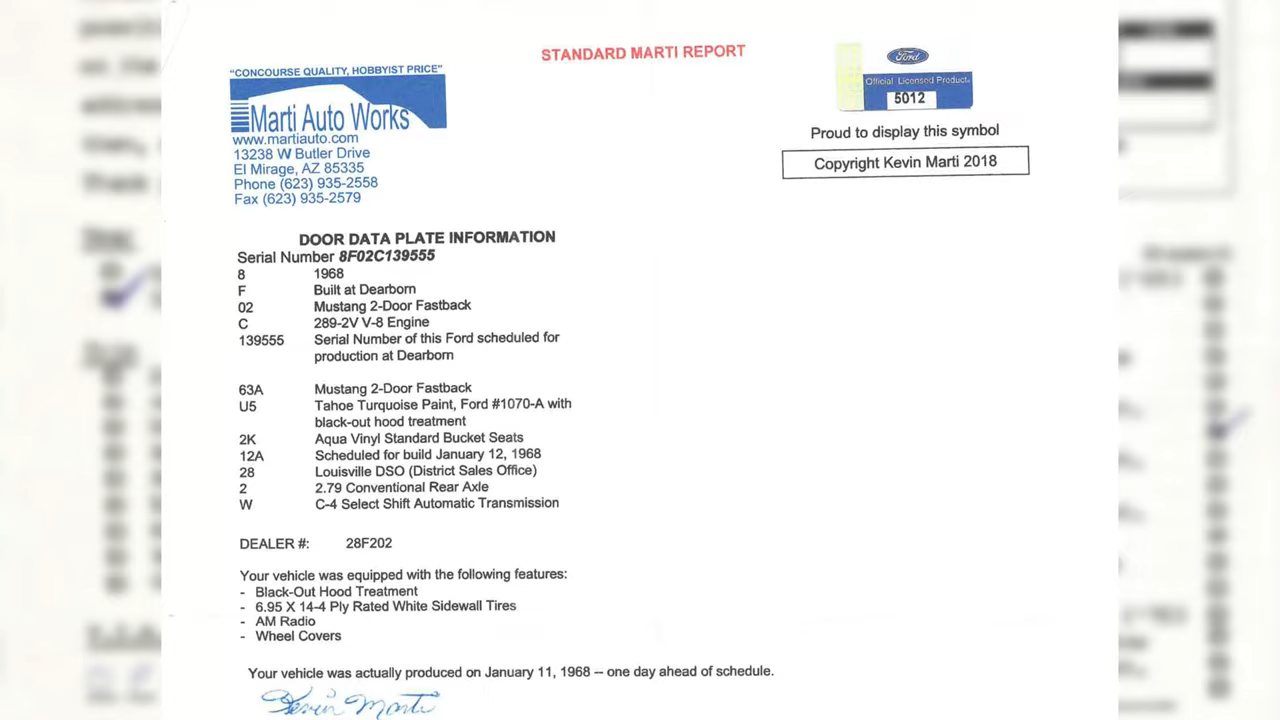 STANDARD MARTI REPORT
"CONCOURSE QUALITY, HOBBYIST PRICE"
Marti Auto Works
www.martiauto.com
13238 W Butler Drive
El Mirage, AZ 85335
Phone (623) 935-2558
Fax (623) 935-2579
Ford
Official Licensed Product
5012
Proud to display this symbol
Copyright Kevin Marti 2018
DOOR DATA PLATE INFORMATION
Serial Number 8F02C139555
8 1968
F Built at Dearborn
02 Mustang 2-Door Fastback
C 289-2V V-8 Engine
139555 Serial Number of this Ford scheduled for
production at Dearborn
63A Mustang 2-Door Fastback
U5 Tahoe Turquoise Paint, Ford #1070-A with
black-out hood treatment
2K Aqua Vinyl Standard Bucket Seats
12A Scheduled for build January 12, 1968
28 Louisville DSO (District Sales Office)
2 2.79 Conventional Rear Axle
W C-4 Select Shift Automatic Transmission
DEALER #: 28F202
Your vehicle was equipped with the following features:
- Black-Out Hood Treatment
- 6.95 X 14-4 Ply Rated White Sidewall Tires
- AM Radio
- Wheel Covers
Your vehicle was actually produced on January 11, 1968 -- one day ahead of schedule.
Kevin Marti